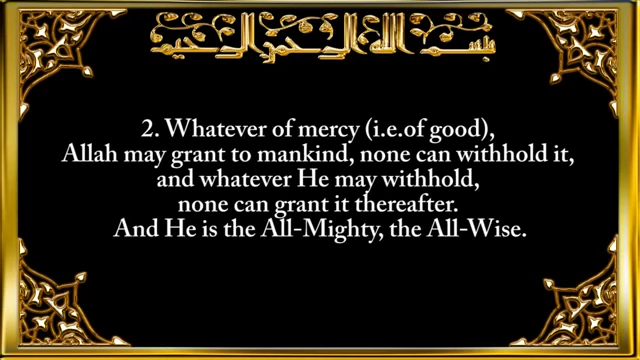 بسم الله الرحمن الرحيم
2. Whatever of mercy (i.e.of good),
Allah may grant to mankind, none can withhold it,
and whatever He may withhold,
none can grant it thereafter.
And He is the All-Mighty, the All-Wise.